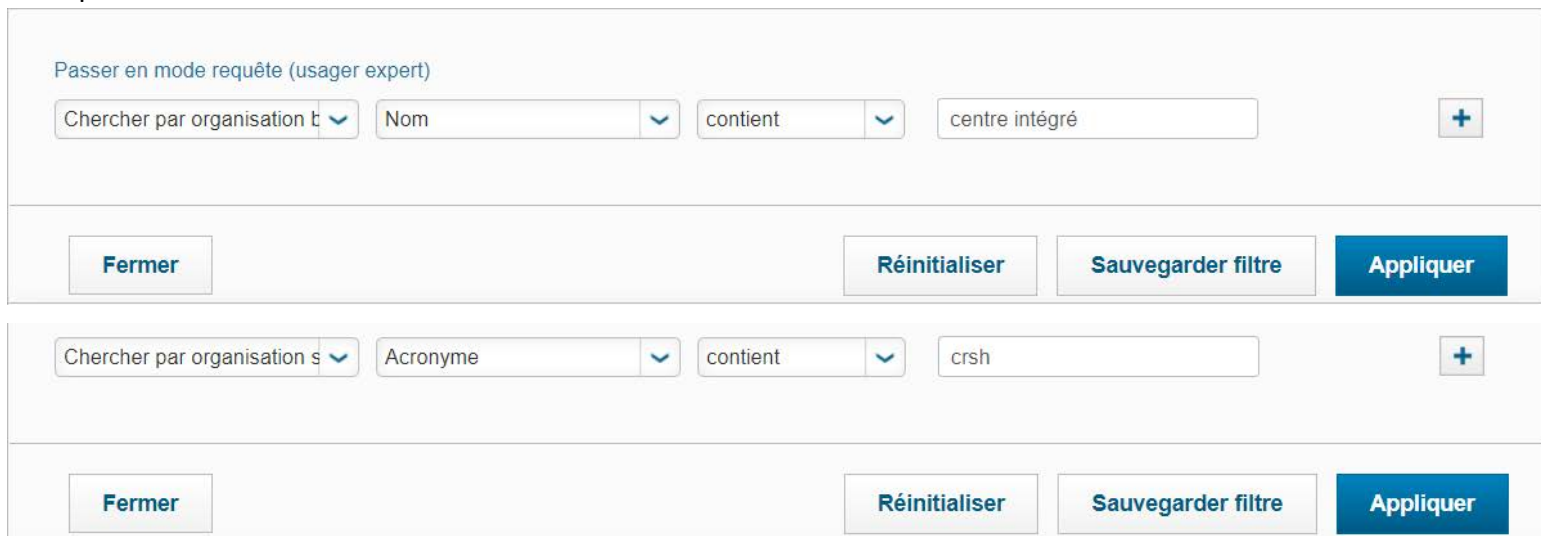 Passer en mode requête (usager expert)
Chercher par organisation b Nom contient centre intégré +
Fermer Réinitialiser Sauvegarder filtre Appliquer
Chercher par organisation s Acronyme contient crsh +
Fermer Réinitialiser Sauvegarder filtre Appliquer